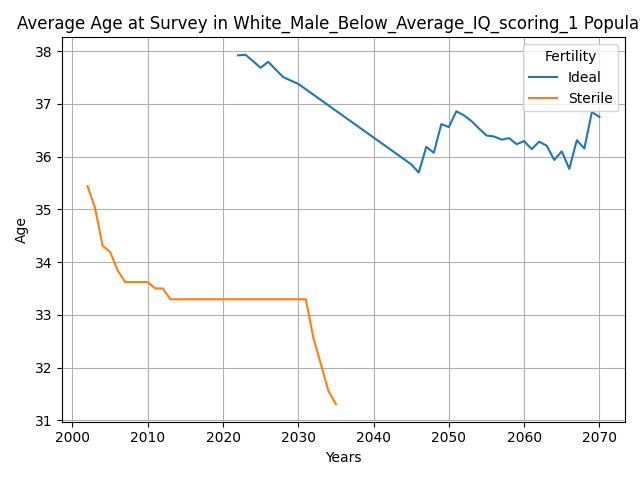 Average Age at Survey in White_Male_Below_Average_IQ_scoring_1 Popula
Fertility
Ideal
Sterile
38
37
36
35
34
33
32
31
Age
2000 2010 2020 2030 2040 2050 2060 2070
Years